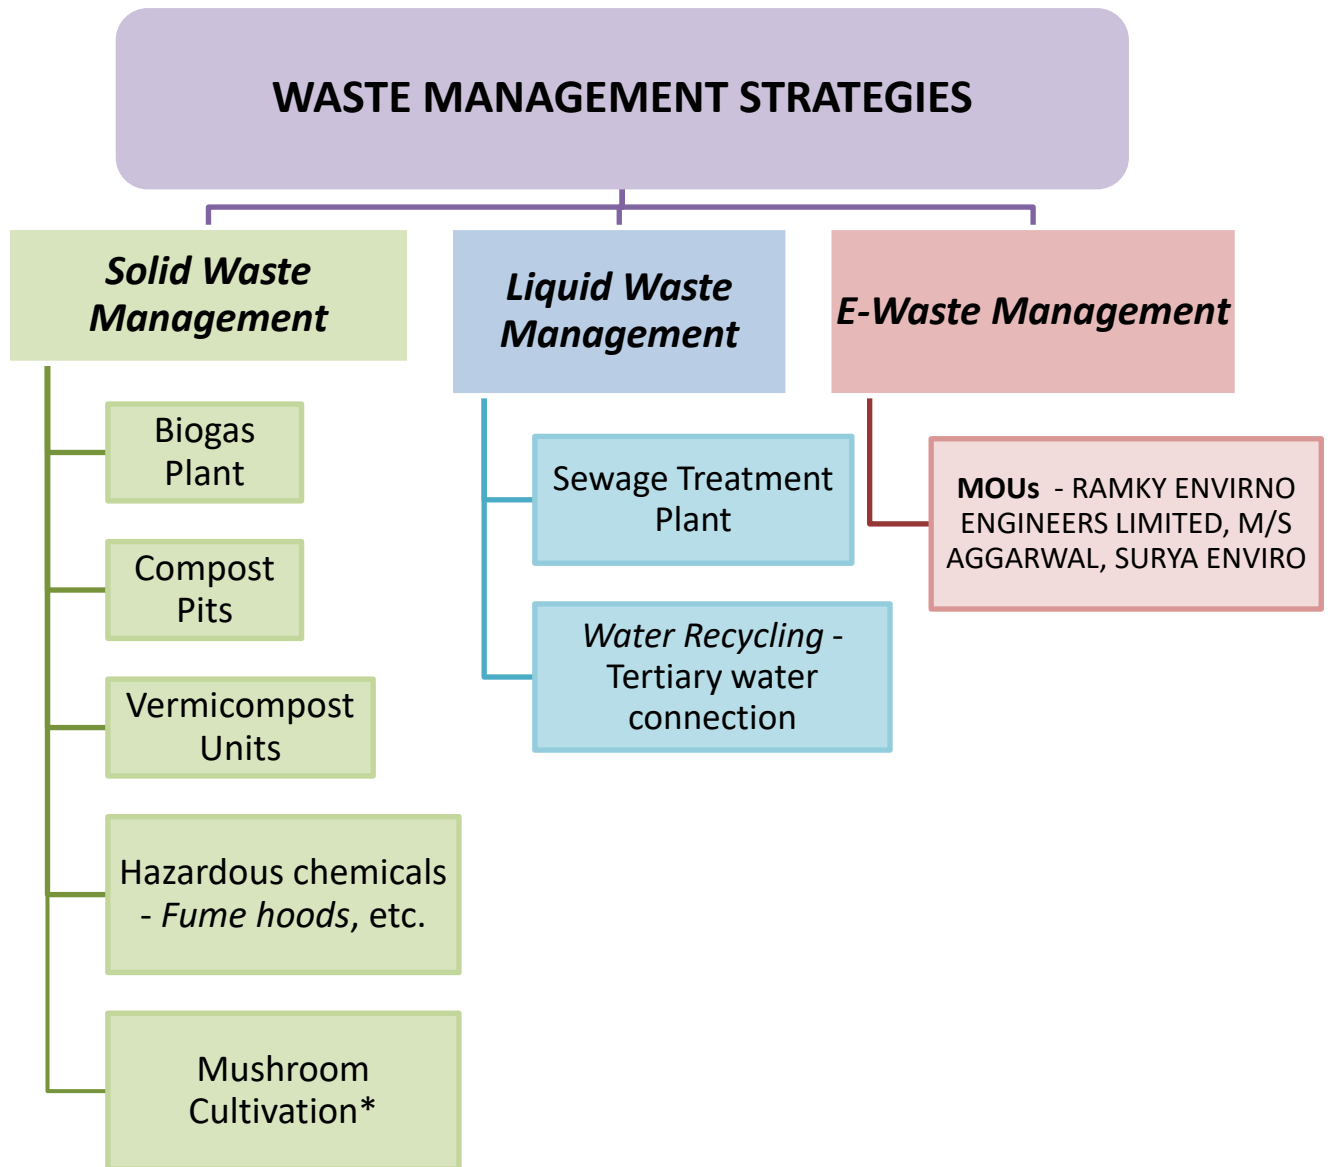 WASTE MANAGEMENT STRATEGIES
Solid Waste
Management
Biogas
Plant
Compost
Pits
Vermicompost
Units
Hazardous chemicals
- Fume hoods, etc.
Mushroom
Cultivation*
Liquid Waste
Management
Sewage Treatment
Plant
Water Recycling -
Tertiary water
connection
E-Waste Management
MOUs - RAMKY ENVIRNO
ENGINEERS LIMITED, M/S
AGGARWAL, SURYA ENVIRO